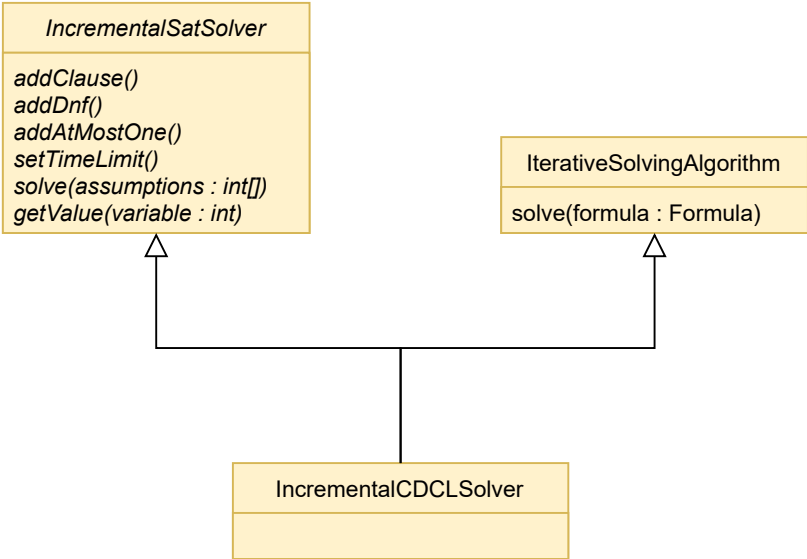 IncrementalSatSolver
addClause()
addDnf()
addAtMostOne()
setTimeLimit()
solve(assumptions : int[])
getValue(variable : int)
IterativeSolvingAlgorithm
solve(formula : Formula)
IncrementalCDCLSolver